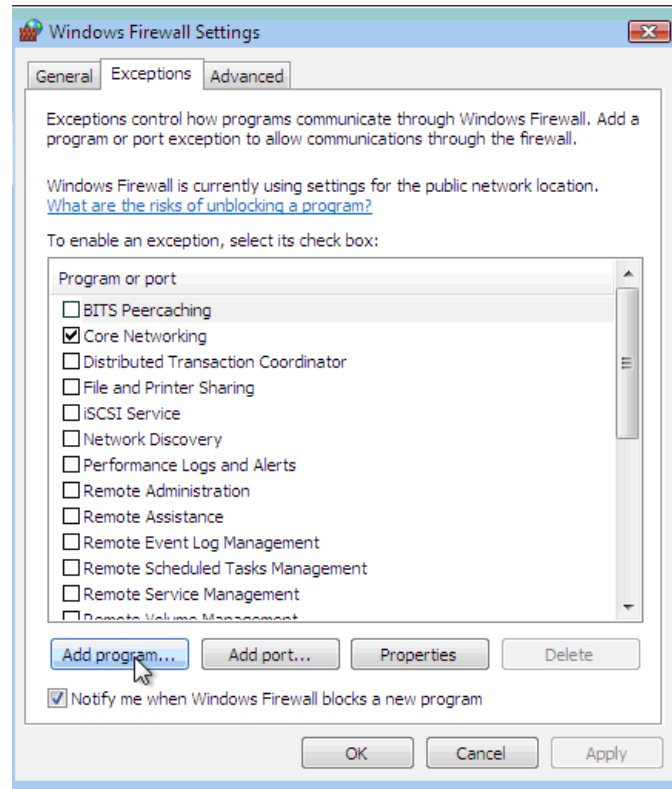 Windows Firewall Settings
General Exceptions Advanced
Exceptions control how programs communicate through Windows Firewall. Add a
program or port exception to allow communications through the firewall.
Windows Firewall is currently using settings for the public network location.
What are the risks of unblocking a program?
To enable an exception, select its check box:
Program or port
BITS Peercaching
Core Networking
Distributed Transaction Coordinator
File and Printer Sharing
iSCSI Service
Network Discovery
Performance Logs and Alerts
Remote Administration
Remote Assistance
Remote Event Log Management
Remote Scheduled Tasks Management
Remote Service Management
Remote Volume Management
Add program... Add port... Properties Delete
Notify me when Windows Firewall blocks a new program
OK Cancel Apply